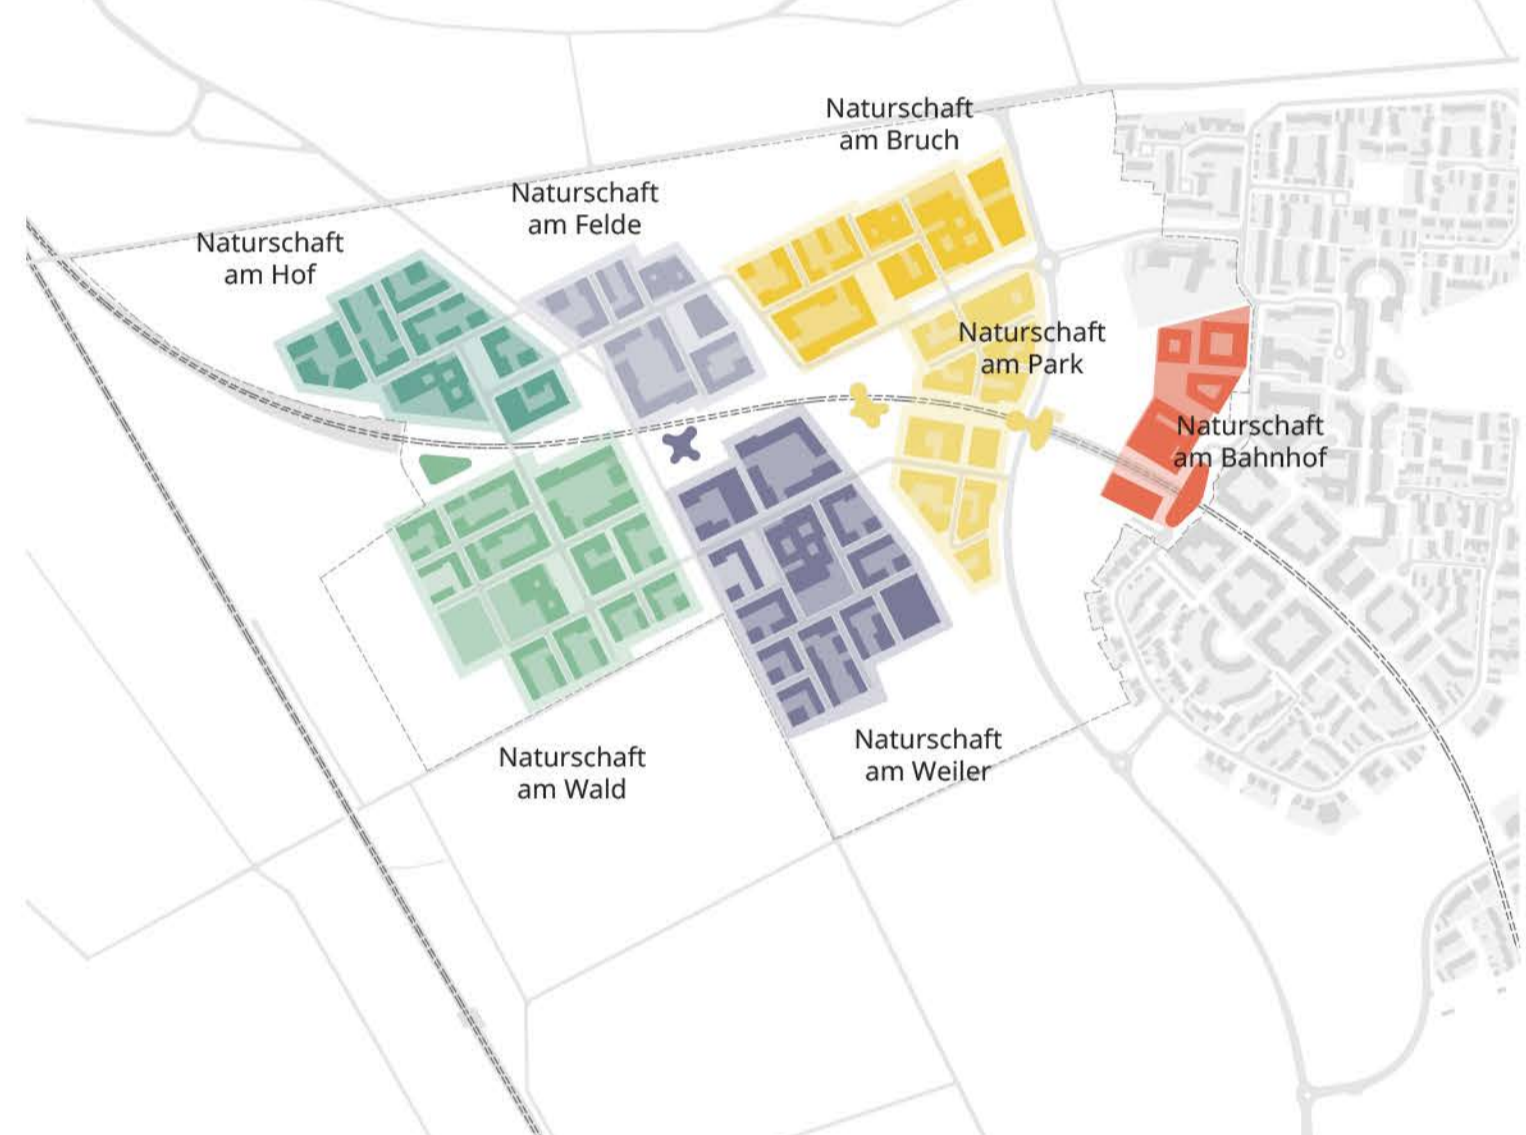 Naturschaft
am Bruch
Naturschaft
am Felde
Naturschaft
am Hof
Naturschaft
am Park
Naturschaft
am Bahnhof
Naturschaft
am Wald
Naturschaft
am Weiler